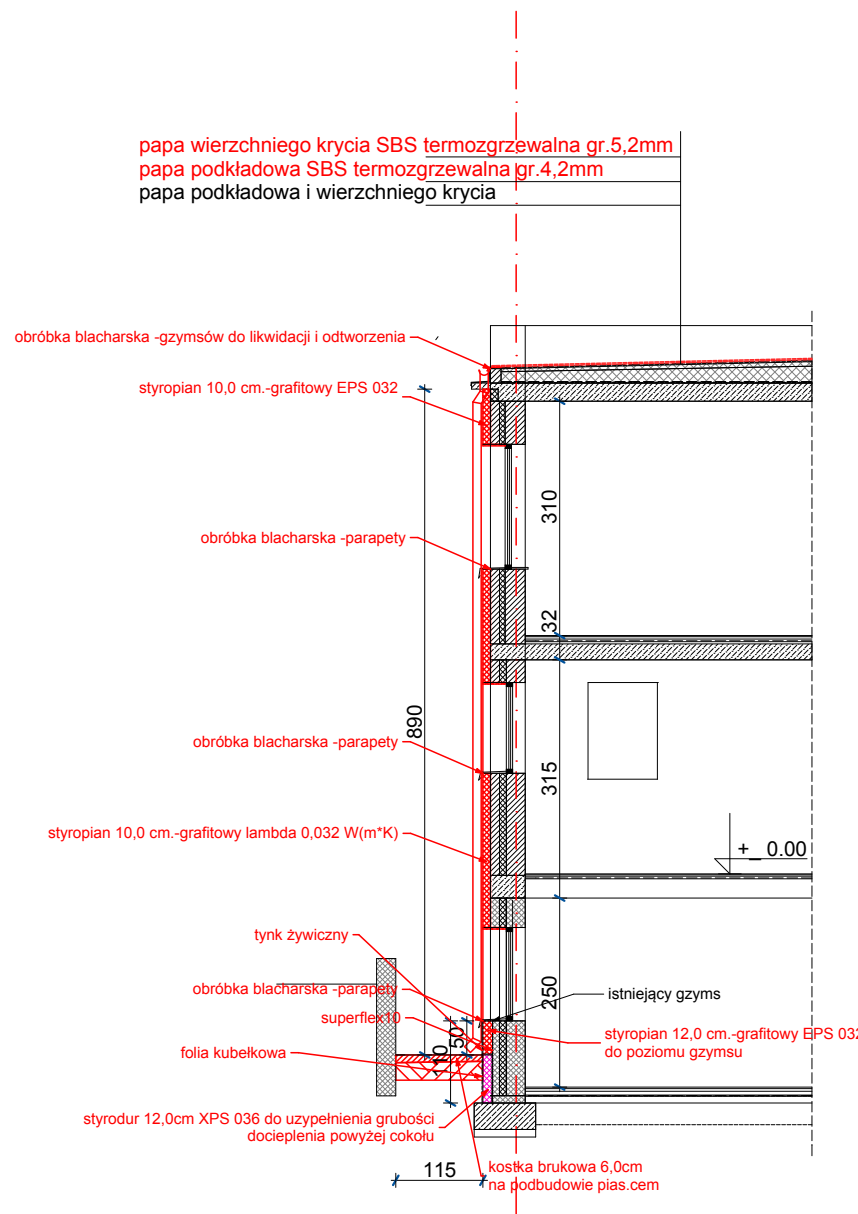 papa wierzchniego krycia SBS termozgrzewalna gr.5,2mm
papa podkładowa SBS termozgrzewalna gr.4,2mm
papa podkładowa i wierzchniego krycia
obróbka blacharska -gzymsów do likwidacji i odtworzenia
styropian 10,0 cm.-grafitowy EPS 032
310
obróbka blacharska -parapety
32
890
obróbka blacharska -parapety
315
styropian 10,0 cm.-grafitowy lambda 0,032 W(m*K)
+_ 0.00
tynk żywiczny
obróbka blacharska -parapety
250
istniejący gzyms
superflex10
50
styropian 12,0 cm.-grafitowy EPS 032
do poziomu gzymsu
folia kubełkowa
110
styrodur 12,0cm XPS 036 do uzypełnienia grubości
docieplenia powyżej cokołu
115
kostka brukowa 6,0cm
na podbudowie pias.cem